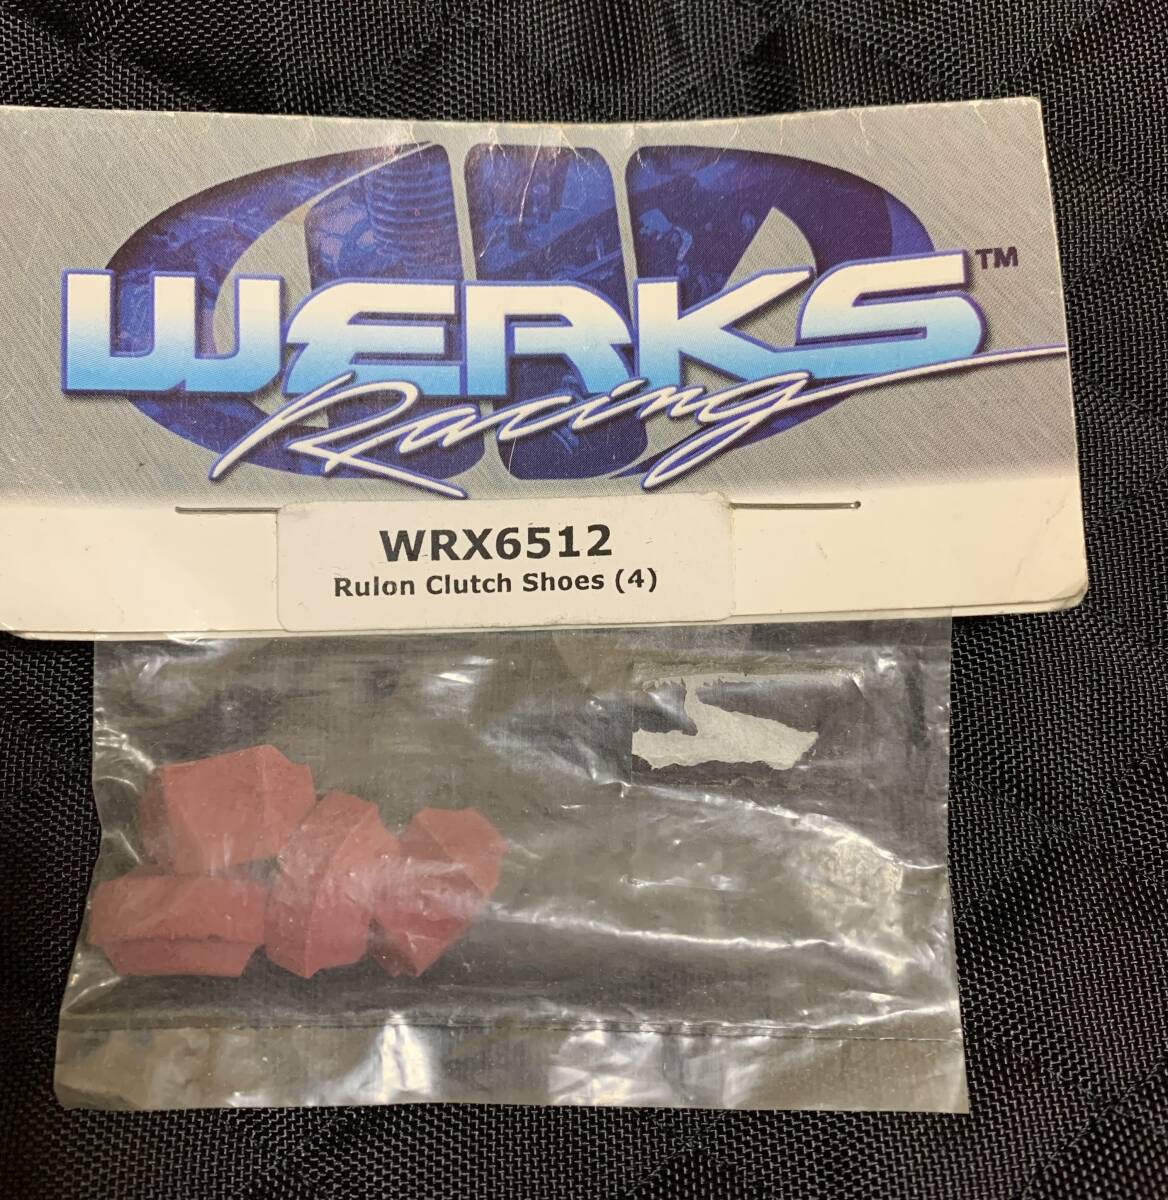 WERKS™
Racing
WRX6512
Rulon Clutch Shoes (4)